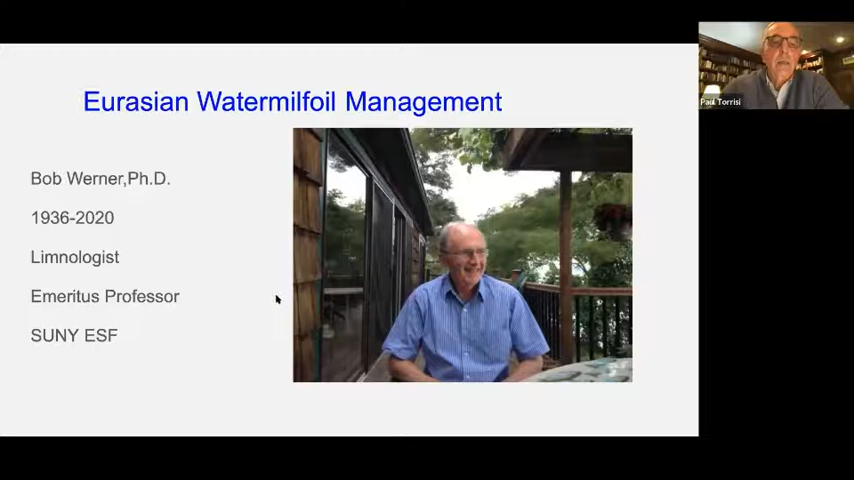 Eurasian Watermilfoil Management
Bob Werner,Ph.D.
1936-2020
Limnologist
Emeritus Professor
SUNY ESF
Paul Torrisi